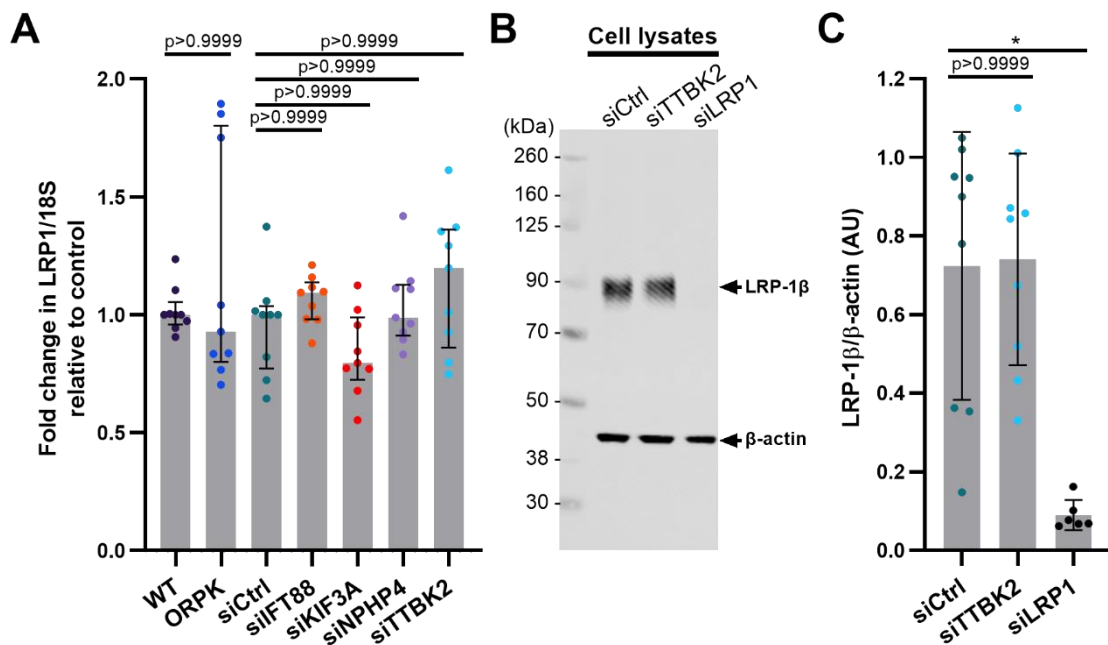 A
p>0.9999
p>0.9999
p>0.9999
p>0.9999
p>0.9999
Fold change in LRP1/18S
relative to control
2.0
1.5
1.0
0.5
0.0
WT
ORPK
siCtrl
siIFT88
siKIF3A
siNPHP4
siTTBK2
B
Cell lysates
siCtrl
siTTBK2
siLRP1
(kDa)
260
160
125
90
70
50
38
30
LRP-1β
β-actin
C
*
p>0.9999
LRP-1β/β-actin (AU)
1.2
1.0
0.8
0.6
0.4
0.2
0.0
siCtrl
siTTBK2
siLRP1